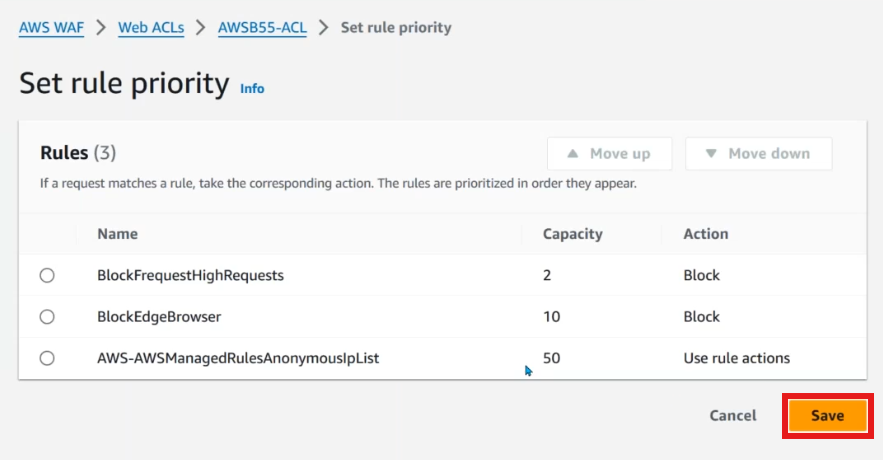 AWS WAF > Web ACLs > AWSB55-ACL > Set rule priority
Set rule priority Info
Rules (3) ▲ Move up ▼ Move down
If a request matches a rule, take the corresponding action. The rules are prioritized in order they appear.
Name Capacity Action
BlockFrequestHighRequests 2 Block
BlockEdgeBrowser 10 Block
AWS-AWSManagedRulesAnonymousIpList 50 Use rule actions
Cancel Save